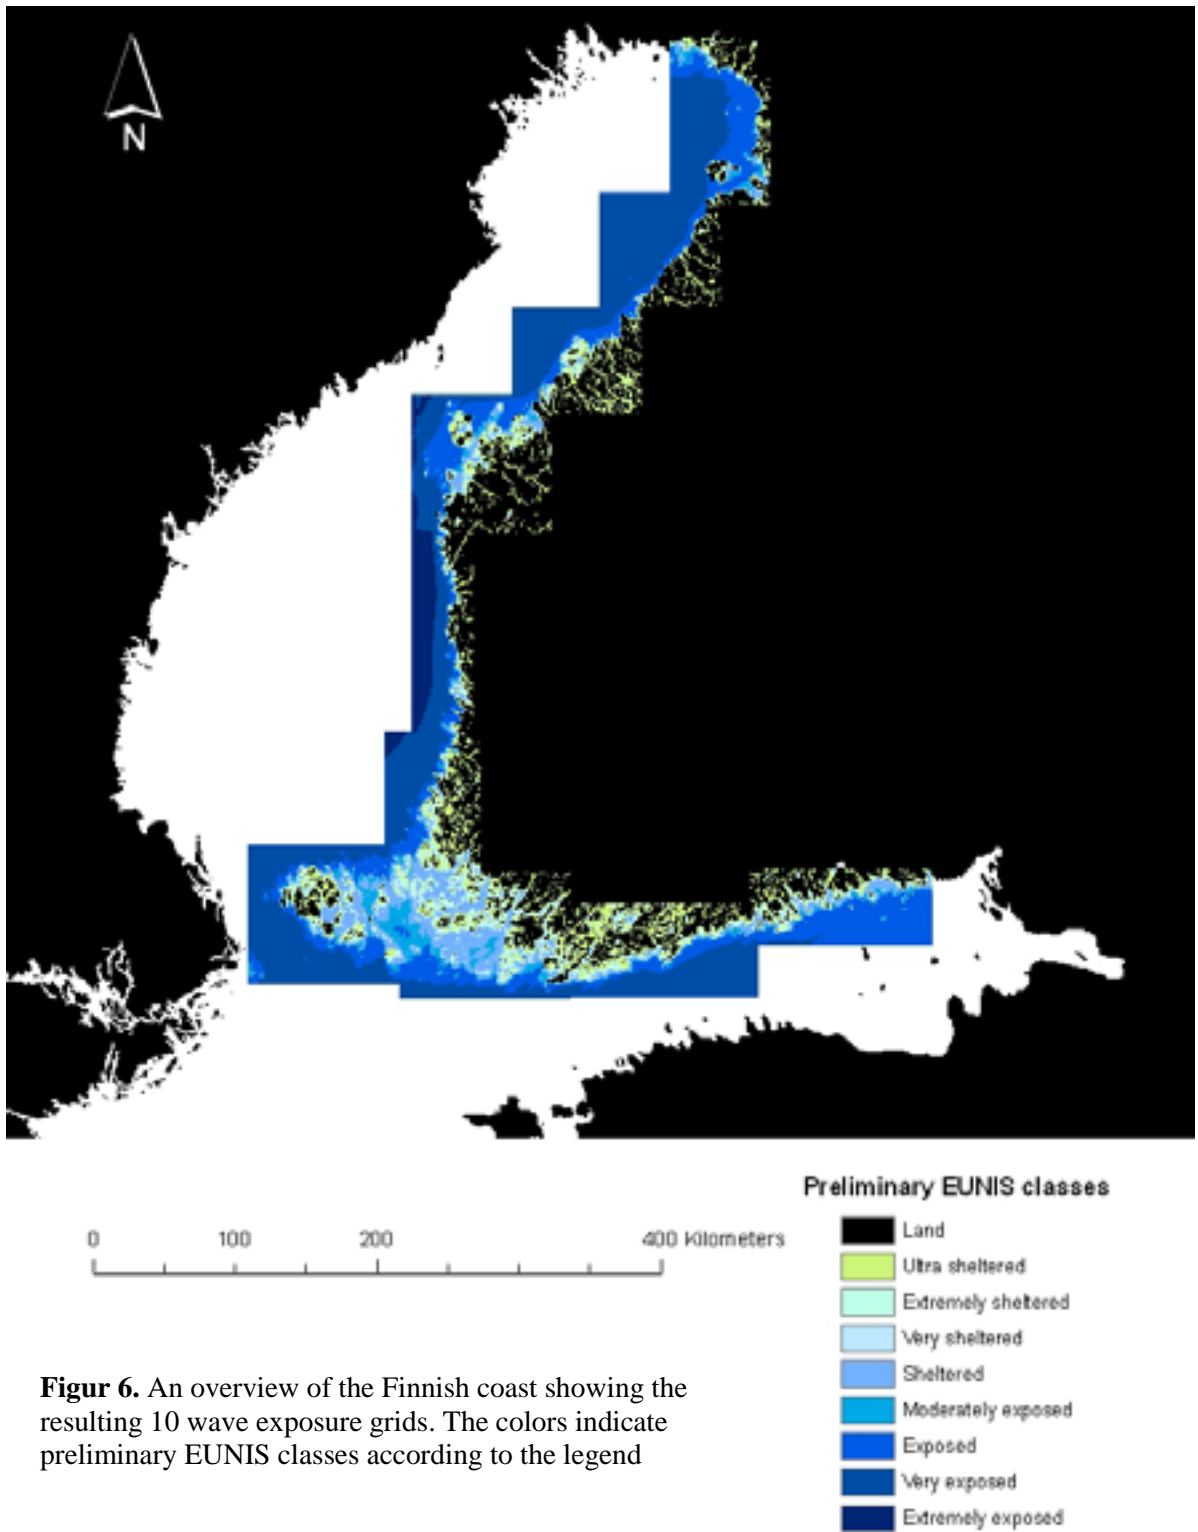 N
Preliminary EUNIS classes
0 100 200 400 Kilometers
Land
Ultra sheltered
Extremely sheltered
Very sheltered
Sheltered
Moderately exposed
Exposed
Very exposed
Extremely exposed
Figur 6. An overview of the Finnish coast showing the
resulting 10 wave exposure grids. The colors indicate
preliminary EUNIS classes according to the legend